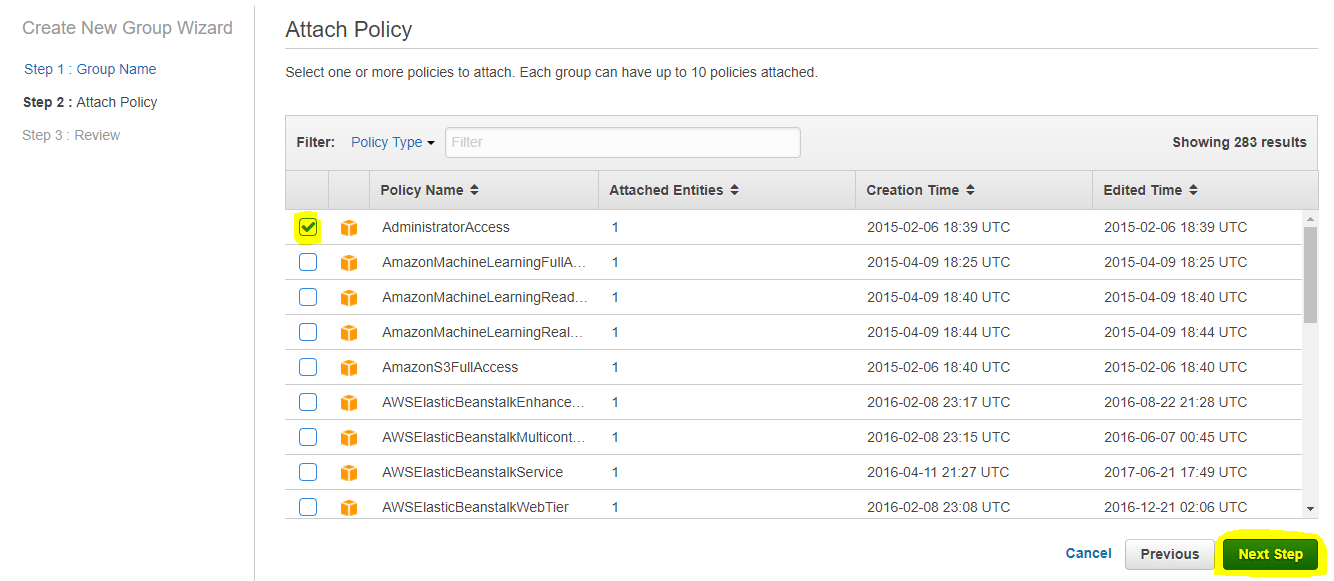 Create New Group Wizard
Step 1 : Group Name
Step 2 : Attach Policy
Step 3 : Review
Attach Policy
Select one or more policies to attach. Each group can have up to 10 policies attached.
Filter: Policy Type Filter Showing 283 results
Policy Name Attached Entities Creation Time Edited Time
AdministratorAccess 1 2015-02-06 18:39 UTC 2015-02-06 18:39 UTC
AmazonMachineLearningFullA... 1 2015-04-09 18:25 UTC 2015-04-09 18:25 UTC
AmazonMachineLearningRead... 1 2015-04-09 18:40 UTC 2015-04-09 18:40 UTC
AmazonMachineLearningReal... 1 2015-04-09 18:44 UTC 2015-04-09 18:44 UTC
AmazonS3FullAccess 1 2015-02-06 18:40 UTC 2015-02-06 18:40 UTC
AWSElasticBeanstalkEnhance... 1 2016-02-08 23:17 UTC 2016-08-22 21:28 UTC
AWSElasticBeanstalkMulticont... 1 2016-02-08 23:15 UTC 2016-06-07 00:45 UTC
AWSElasticBeanstalkService 1 2016-04-11 21:27 UTC 2017-06-21 17:49 UTC
AWSElasticBeanstalkWebTier 1 2016-02-08 23:08 UTC 2016-12-21 02:06 UTC
Cancel Previous Next Step